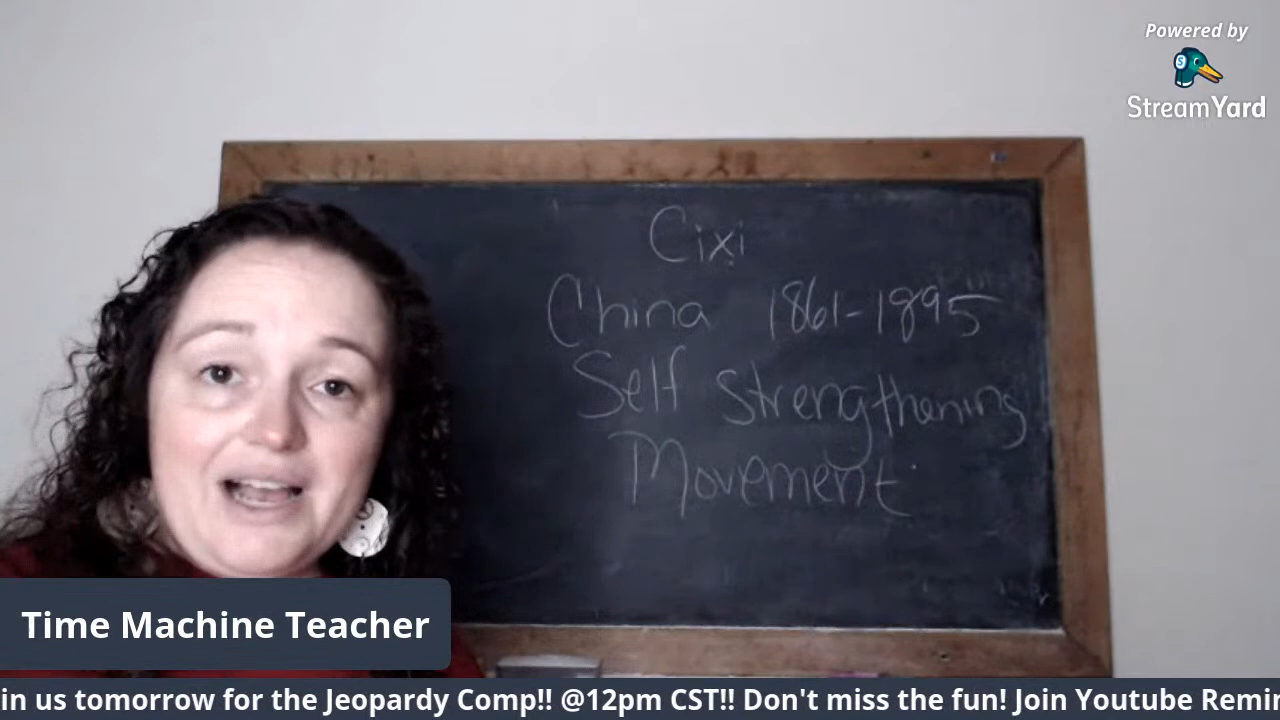 Powered by
StreamYard
Cixi
China 1861-1895
Self Strengthening
Movement
Time Machine Teacher
in us tomorrow for the Jeopardy Comp!! @12pm CST!! Don't miss the fun! Join Youtube Remin